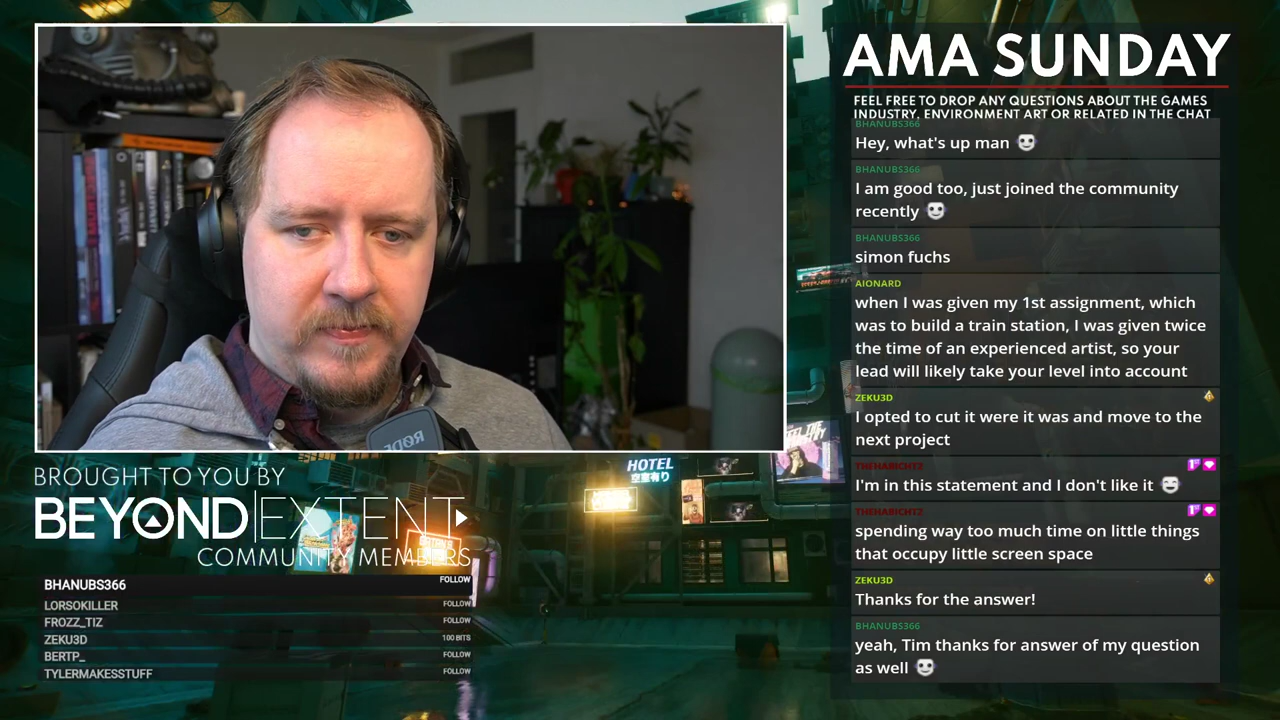 AMA SUNDAY
FEEL FREE TO DROP ANY QUESTIONS ABOUT THE GAMES
INDUSTRY, ENVIRONMENT ART OR RELATED IN THE CHAT
BHANUBS366
Hey, what's up man
BHANUBS366
I am good too, just joined the community
recently
BHANUBS366
simon fuchs
AIONARD
when I was given my 1st assignment, which
was to build a train station, I was given twice
the time of an experienced artist, so your
lead will likely take your level into account
ZEKU3D
I opted to cut it were it was and move to the
next project
THEHABICHTZ
I'm in this statement and I don't like it
THEHABICHTZ
spending way too much time on little things
that occupy little screen space
ZEKU3D
Thanks for the answer!
BHANUBS366
yeah, Tim thanks for answer of my question
as well
RØDE
HOTEL
空室有り
BROUGHT TO YOU BY
BEYOND|EXTENT
COMMUNITY MEMBERS
BHANUBS366 FOLLOW
LORSOKILLER FOLLOW
FROZZ_TIZ FOLLOW
ZEKU3D 100 BITS
BERTP_ FOLLOW
TYLERMAKESSTUFF FOLLOW